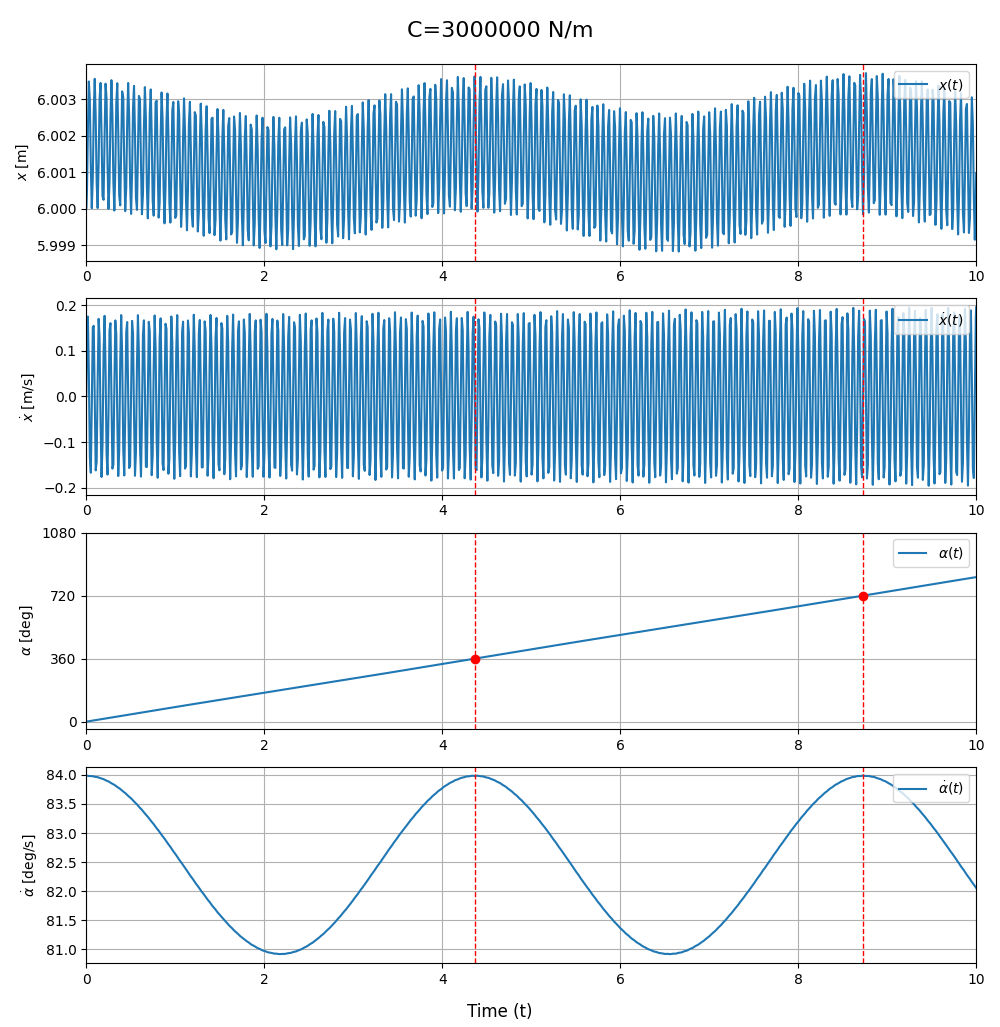 C=3000000 N/m
x [m]
6.003
6.002
6.001
6.000
5.999
x(t)
0 2 4 6 8 10
ẋ [m/s]
0.2
0.1
0.0
−0.1
−0.2
ẋ(t)
0 2 4 6 8 10
α [deg]
1080
720
360
0
α(t)
0 2 4 6 8 10
α̇ [deg/s]
84.0
83.5
83.0
82.5
82.0
81.5
81.0
α̇(t)
0 2 4 6 8 10
Time (t)